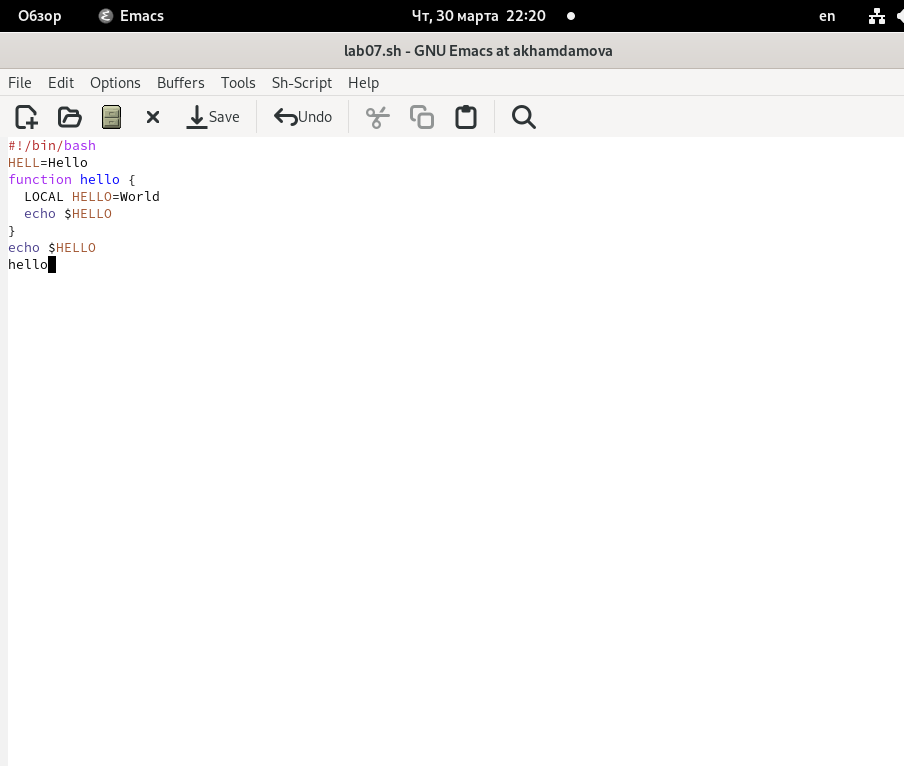 Обзор Emacs Чт, 30 марта 22:20 en
lab07.sh - GNU Emacs at akhamdamova
File Edit Options Buffers Tools Sh-Script Help
Save Undo
#!/bin/bash
HELL=Hello
function hello {
  LOCAL HELLO=World
  echo $HELLO
}
echo $HELLO
hello